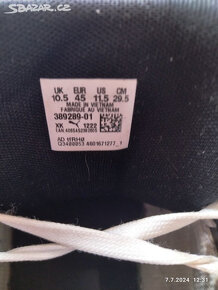 SBAZAR.CZ
UK EUR US CM
10.5 45 11.5 29.5
MADE IN VIETNAM
FABRIQUÉ AU VIETNAM
389289-01
XK 1222
7.7.2024 12:31